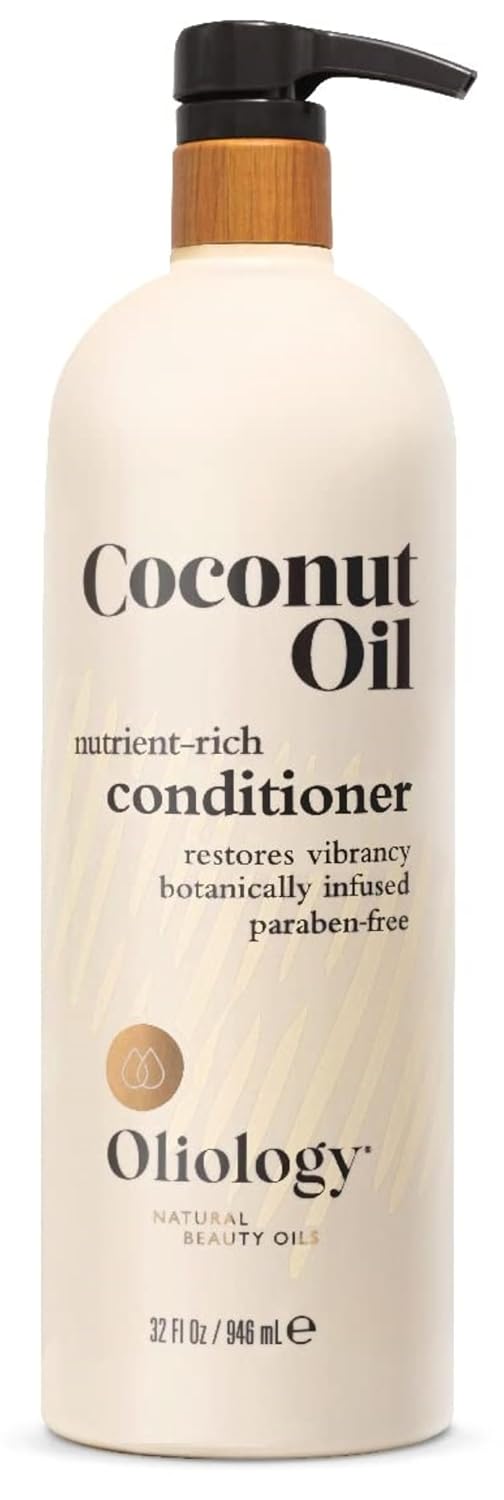 Coconut
Oil
nutrient-rich
conditioner
restores vibrancy
botanically infused
paraben-free
Oliology®
NATURAL
BEAUTY OILS
32 Fl Oz / 946 mL ℮